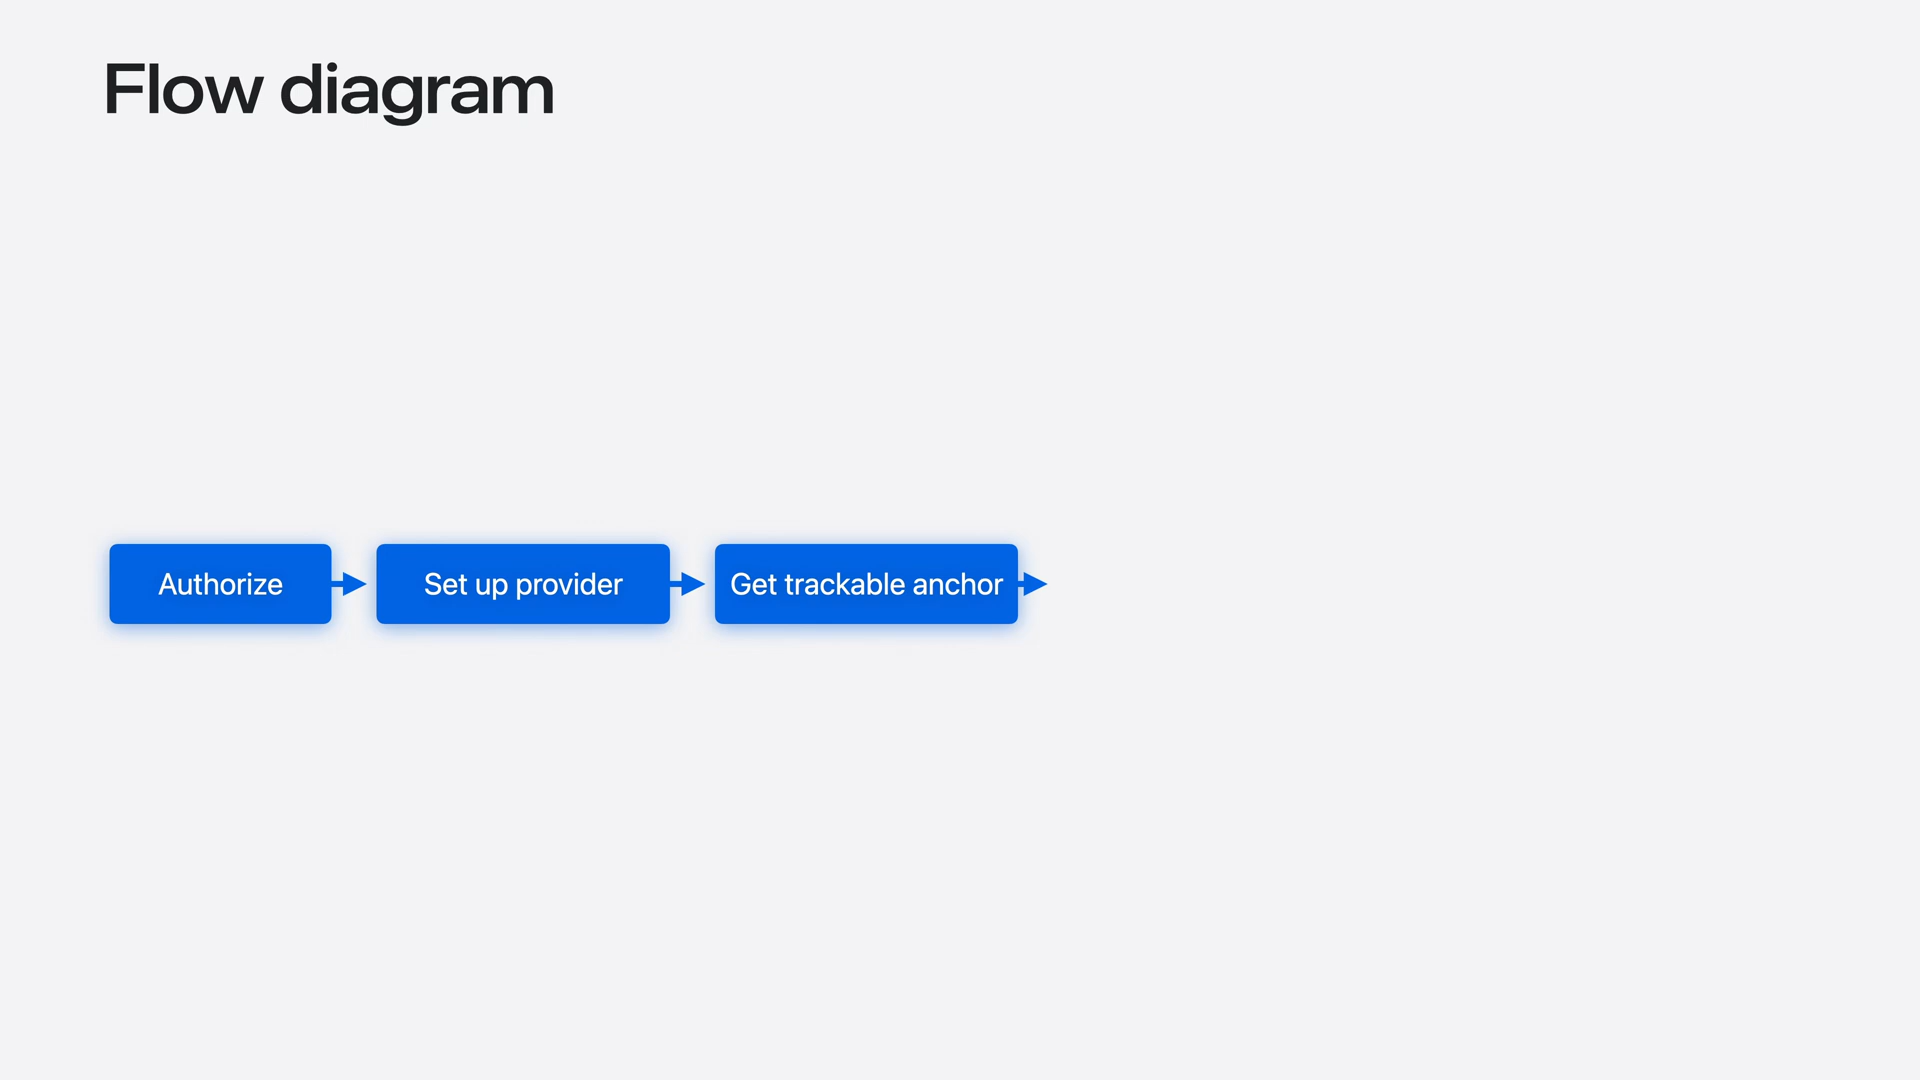 Flow diagram
Authorize
Set up provider
Get trackable anchor